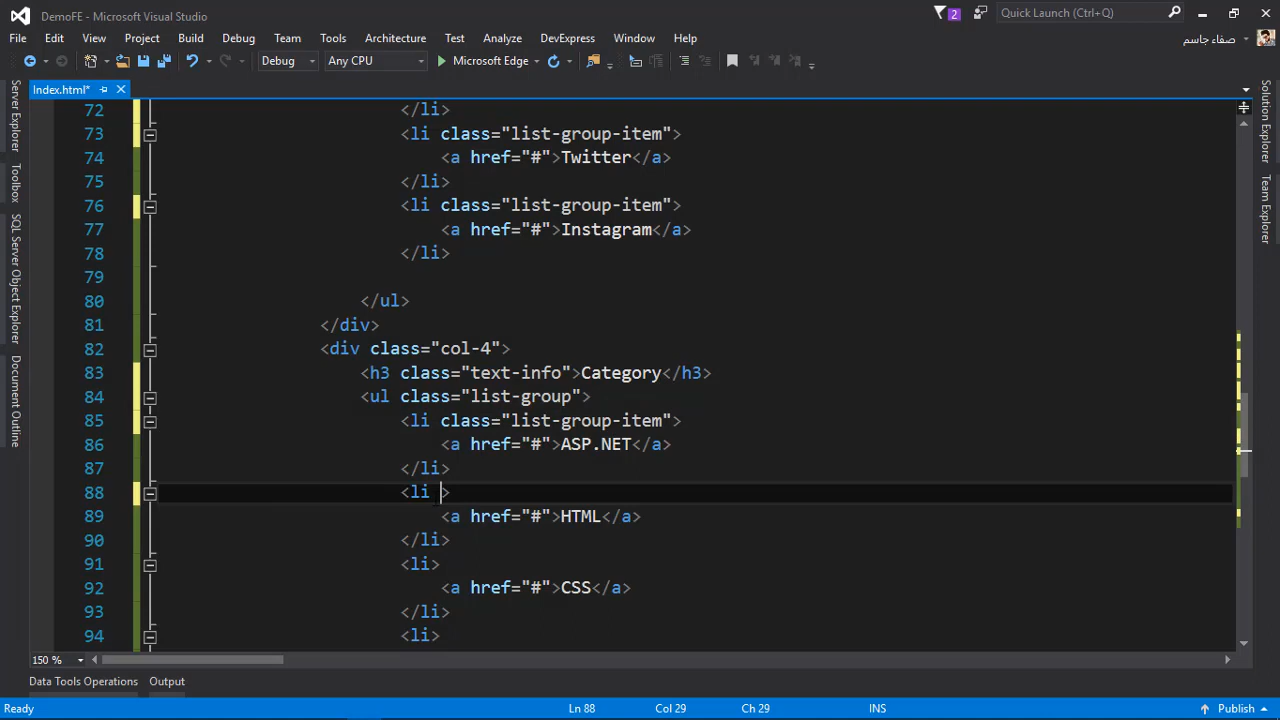 DemoFE - Microsoft Visual Studio
2
Quick Launch (Ctrl+Q)
File Edit View Project Build Debug Team Tools Architecture Test Analyze DevExpress Window Help
صفاء جاسم
Debug Any CPU Microsoft Edge
Index.html*
Server Explorer
Toolbox
SQL Server Object Explorer
Document Outline
Solution Explorer
Team Explorer
72 </li>
73 <li class="list-group-item">
74 <a href="#">Twitter</a>
75 </li>
76 <li class="list-group-item">
77 <a href="#">Instagram</a>
78 </li>
79
80 </ul>
81 </div>
82 <div class="col-4">
83 <h3 class="text-info">Category</h3>
84 <ul class="list-group">
85 <li class="list-group-item">
86 <a href="#">ASP.NET</a>
87 </li>
88 <li >
89 <a href="#">HTML</a>
90 </li>
91 <li>
92 <a href="#">CSS</a>
93 </li>
94 <li>
150 %
Data Tools Operations Output
Ready Ln 88 Col 29 Ch 29 INS Publish